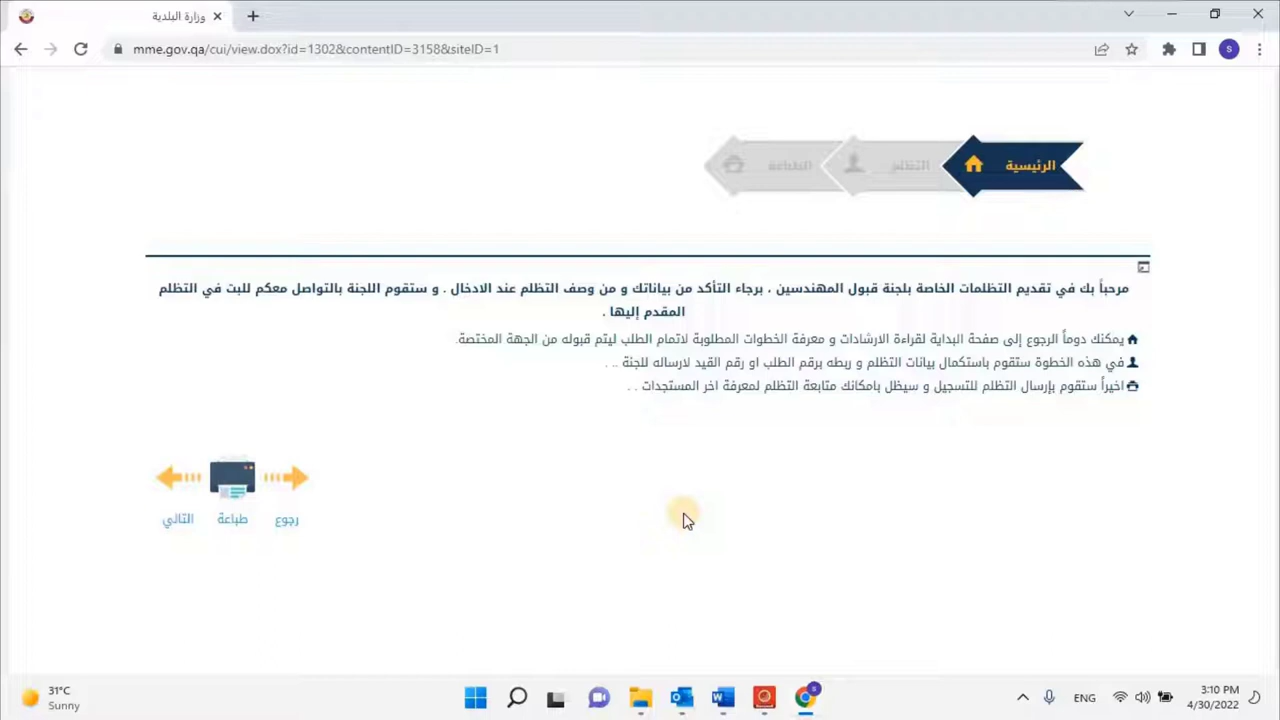 وزارة البلدية
mme.gov.qa/cui/view.dox?id=1302&contentID=3158&siteID=1
S
الرئيسية
التظلم
الطباعة
مرحباً بك في تقديم التظلمات الخاصة بلجنة قبول المهندسين ، برجاء التأكد من بياناتك و من وصف التظلم عند الادخال . و ستقوم اللجنة بالتواصل معكم للبت في التظلم
المقدم إليها .
يمكنك دوماً الرجوع إلى صفحة البداية لقراءة الارشادات و معرفة الخطوات المطلوبة لاتمام الطلب ليتم قبوله من الجهة المختصة.
في هذه الخطوة ستقوم باستكمال بيانات التظلم و ربطه برقم الطلب او رقم القيد لارساله للجنة . .
اخيراً ستقوم بإرسال التظلم للتسجيل و سيظل بامكانك متابعة التظلم لمعرفة اخر المستجدات . .
رجوع
طباعة
التالي
31°C
Sunny
ENG
3:10 PM
4/30/2022